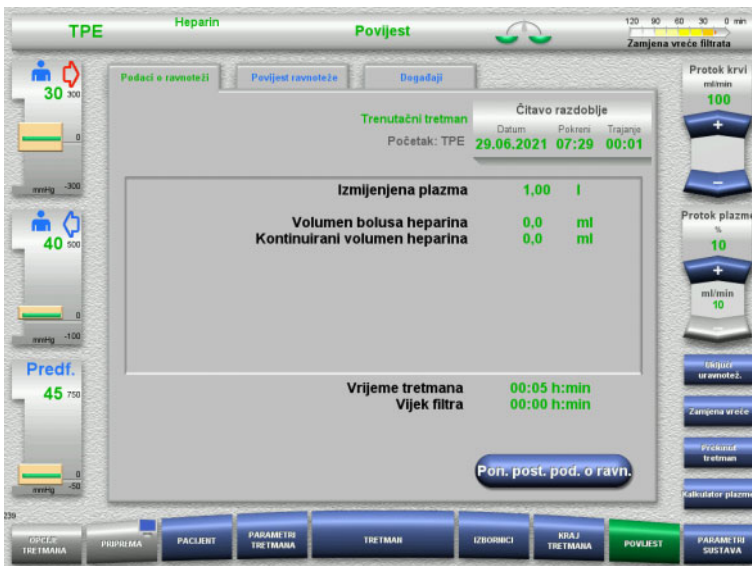 TPE
Heparin
Povijest
120 90 60 30 0 min
Zamjena vreće filtrata
30 300
0
mmHg -300
40 500
0
mmHg -100
Predf.
45 750
0
mmHg -50
Podaci o ravnoteži
Povijest ravnoteže
Događaji
Trenutačni tretman
Početak: TPE
Čitavo razdoblje
Datum Pokreni Trajanje
29.06.2021 07:29 00:01
Izmijenjena plazma 1,00 l
Volumen bolusa heparina 0,0 ml
Kontinuirani volumen heparina 0,0 ml
Vrijeme tretmana 00:05 h:min
Vijek filtra 00:00 h:min
Pon. post. pod. o ravn.
Protok krvi
ml/min
100
+
−
Protok plazme
%
10
+
ml/min
10
−
Uključi
uravnotež.
Zamjena vreće
Prekinut
tretman
Kalkulator plazme
239
OPCIJE
TRETMANA
PRIPREMA
PACIJENT
PARAMETRI
TRETMANA
TRETMAN
IZBORNICI
KRAJ
TRETMANA
POVIJEST
PARAMETRI
SUSTAVA